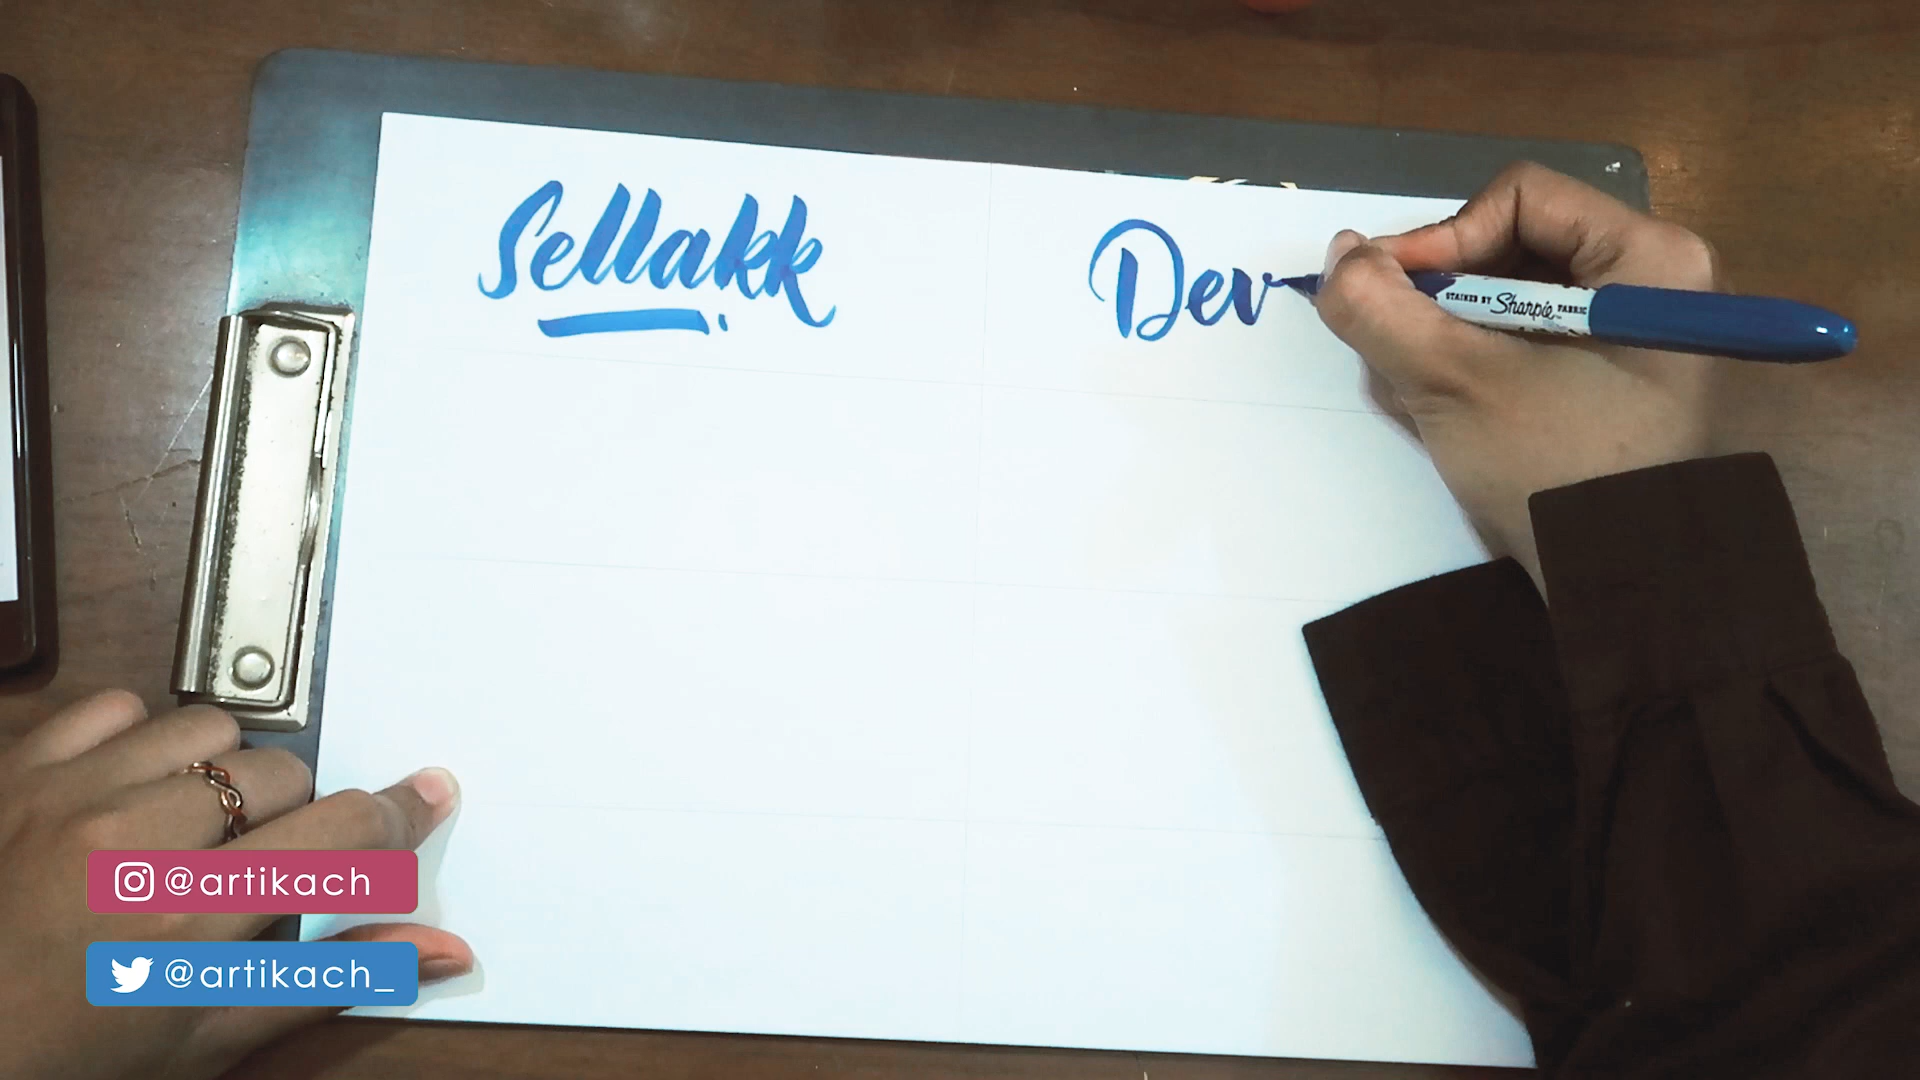 Sellakk
Dev
STAINED BY Sharpie FABRIC
@artikach
@artikach_